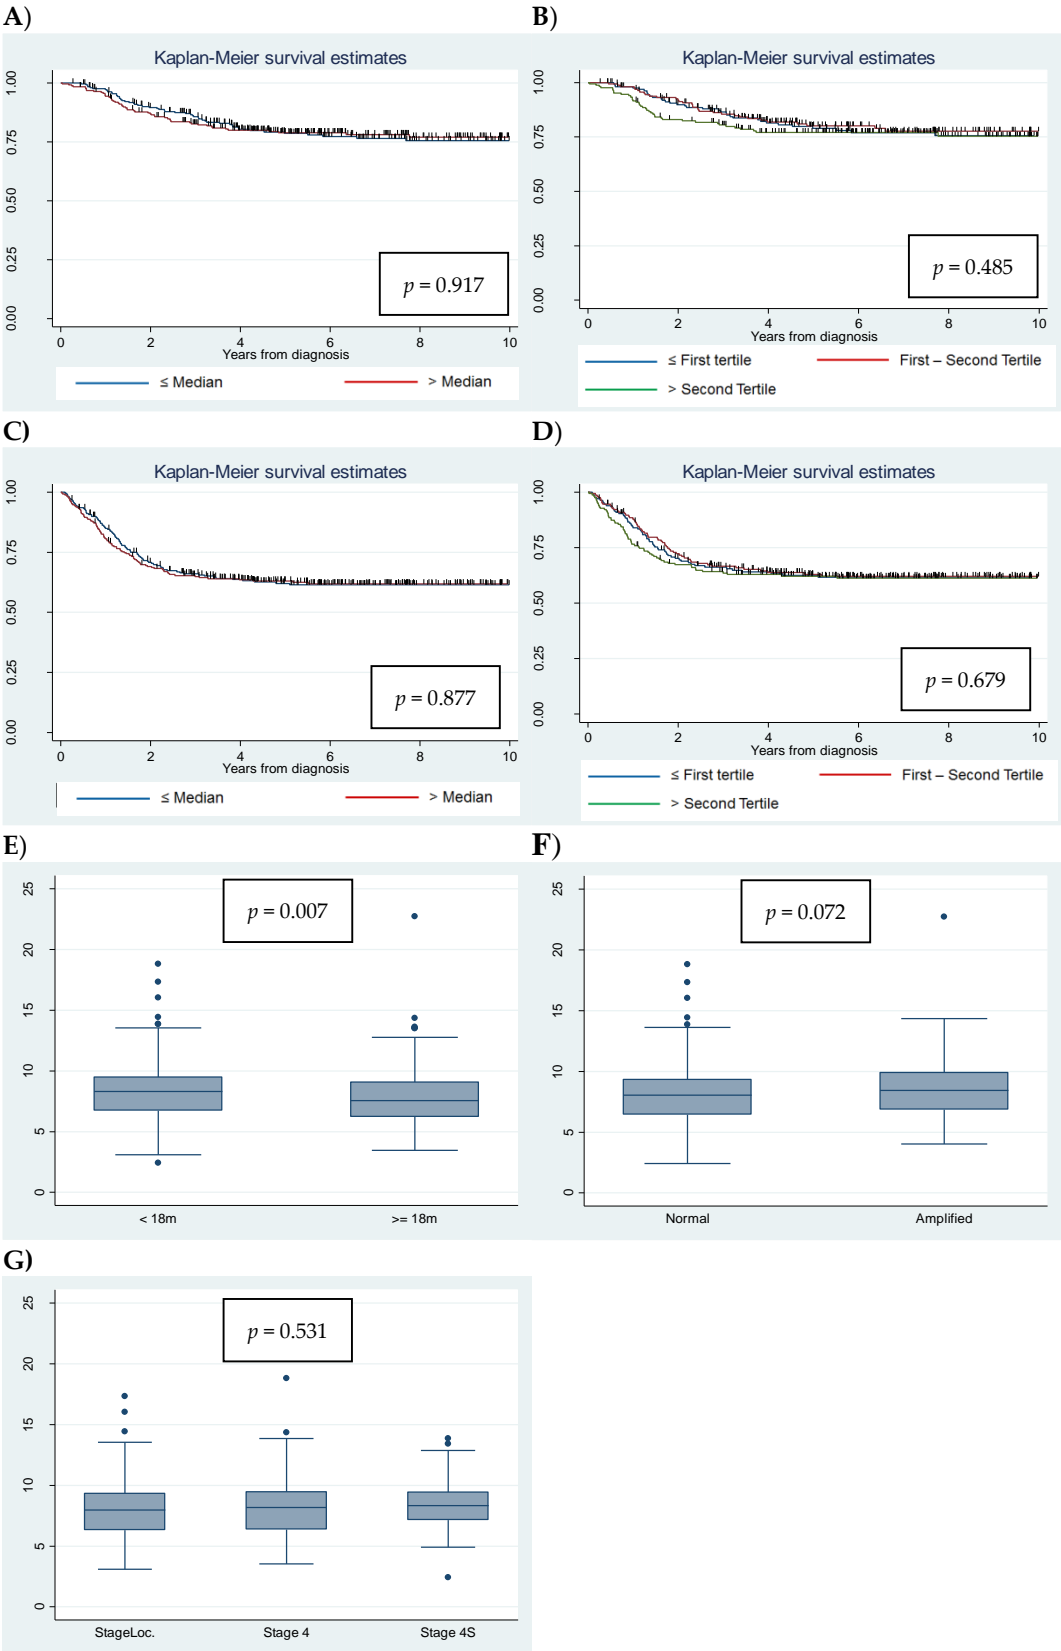 A)
Kaplan-Meier survival estimates
1.00
0.75
0.50
0.25
0.00
p = 0.917
0 2 4 6 8 10
Years from diagnosis
≤ Median > Median
B)
Kaplan-Meier survival estimates
1.00
0.75
0.50
0.25
0.00
p = 0.485
0 2 4 6 8 10
Years from diagnosis
≤ First tertile First – Second Tertile
> Second Tertile
C)
Kaplan-Meier survival estimates
1.00
0.75
0.50
0.25
0.00
p = 0.877
0 2 4 6 8 10
Years from diagnosis
≤ Median > Median
D)
Kaplan-Meier survival estimates
1.00
0.75
0.50
0.25
0.00
p = 0.679
0 2 4 6 8 10
Years from diagnosis
≤ First tertile First – Second Tertile
> Second Tertile
E)
25
20
15
10
5
0
p = 0.007
< 18m >= 18m
F)
25
20
15
10
5
0
p = 0.072
Normal Amplified
G)
25
20
15
10
5
0
p = 0.531
StageLoc. Stage 4 Stage 4S